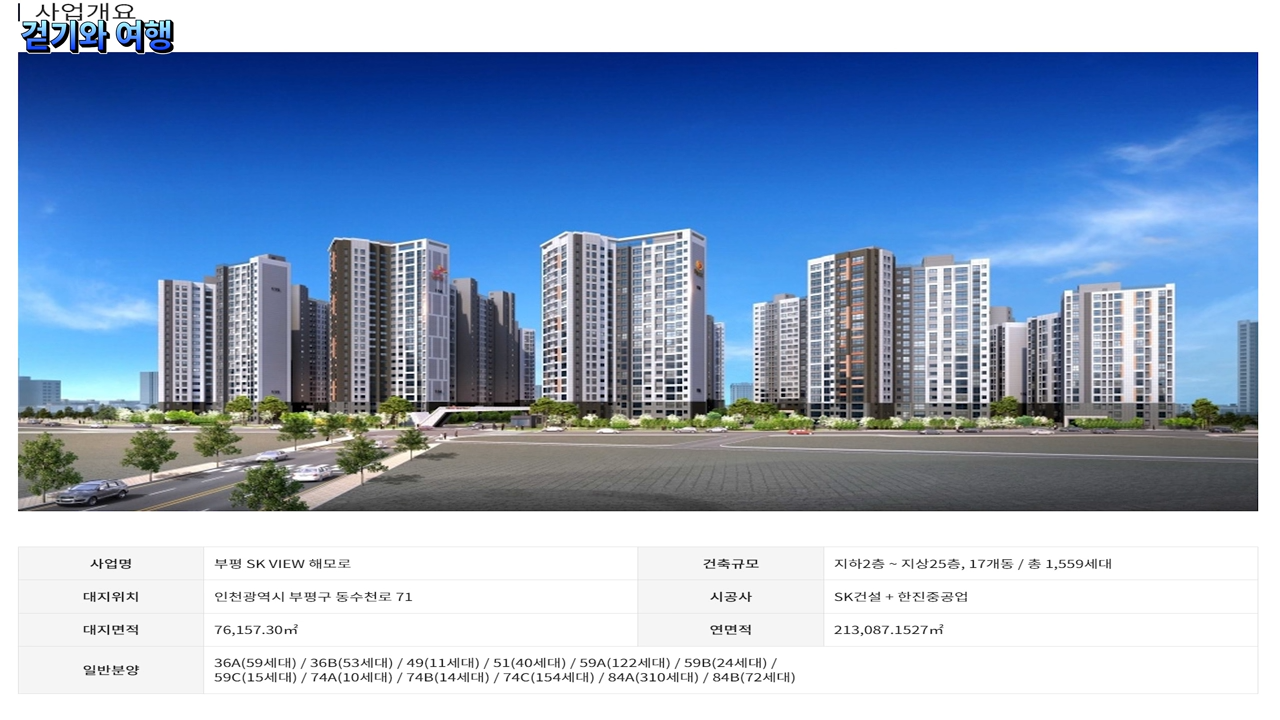 사업개요
걷기와 여행
사업명 부평 SK VIEW 해모로 건축규모 지하2층 ~ 지상25층, 17개동 / 총 1,559세대
대지위치 인천광역시 부평구 동수천로 71 시공사 SK건설 + 한진중공업
대지면적 76,157.30㎡ 연면적 213,087.1527㎡
일반분양 36A(59세대) / 36B(53세대) / 49(11세대) / 51(40세대) / 59A(122세대) / 59B(24세대) /
59C(15세대) / 74A(10세대) / 74B(14세대) / 74C(154세대) / 84A(310세대) / 84B(72세대)